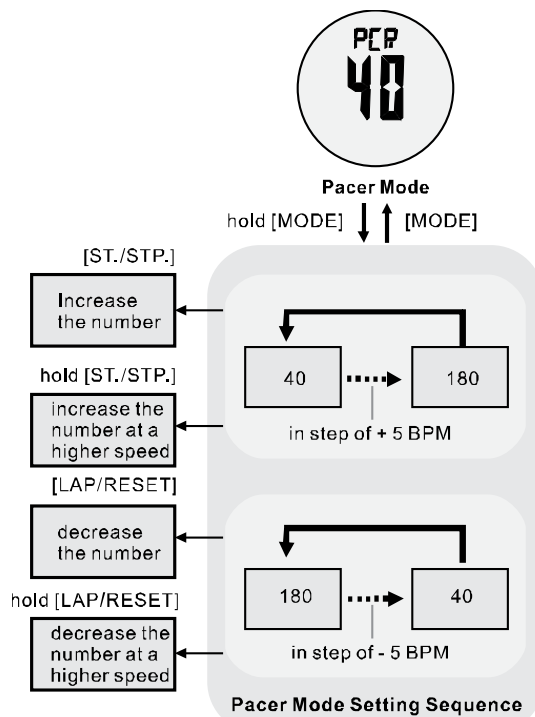 PCR
40
Pacer Mode
hold [MODE]
[MODE]
[ST./STP.]
Increase
the number
40
180
in step of + 5 BPM
hold [ST./STP.]
increase the
number at a
higher speed
[LAP/RESET]
decrease
the number
180
40
in step of - 5 BPM
hold [LAP/RESET]
decrease the
number at a
higher speed
Pacer Mode Setting Sequence